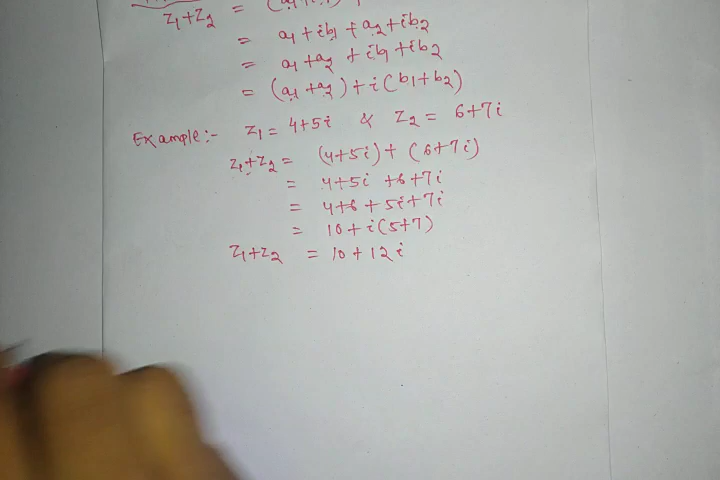 z₁+z₂ = (a₁+
= a₁+ib₁+a₂+ib₂
= a₁+a₂+ib₁+ib₂
= (a₁+a₂)+i(b₁+b₂)
Example:- z₁=4+5i & z₂=6+7i
z₁+z₂= (4+5i)+(6+7i)
= 4+5i+6+7i
= 4+6+5i+7i
= 10+i(5+7)
z₁+z₂ = 10+12i